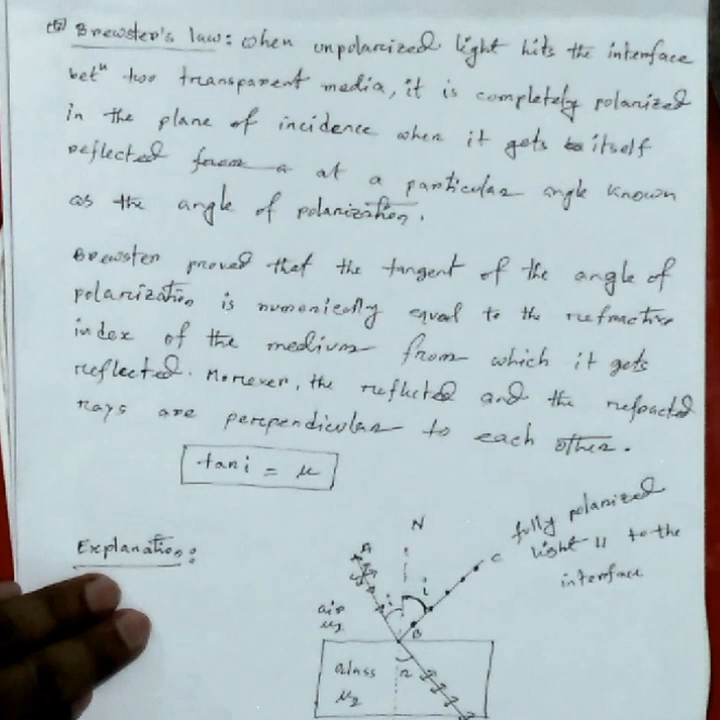 Brewster's law: when unpolarized light hits the interface
betⁿ two transparent media, it is completely polarized
in the plane of incidence when it gets itself
reflected from a at a particular angle known
as the angle of polarization.
Brewster proved that the tangent of the angle of
polarization is numerically equal to the refractive
index of the medium from which it gets
reflected. Moreover, the reflected and the refracted
rays are perpendicular to each other.
tan i = μ
Explanation:
N
fully polarized
light || to the
interface
A
C
i
i
air
μ1
B
glass
μ2
r